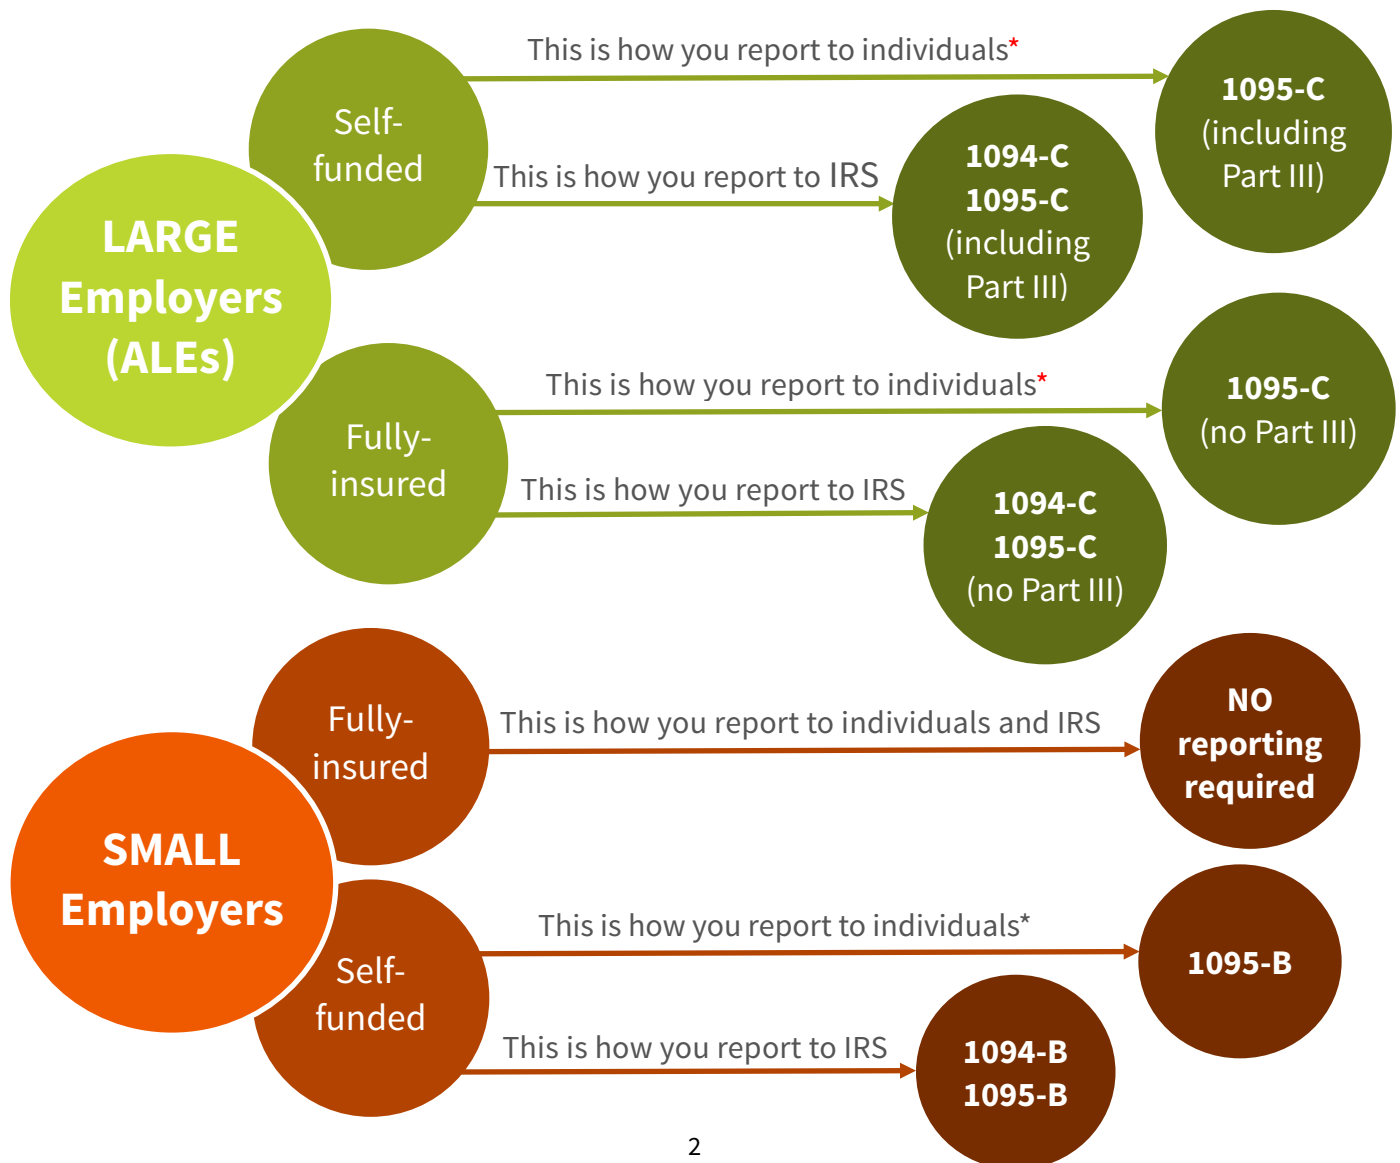 LARGE
Employers
(ALEs)
Self-
funded
This is how you report to individuals*
1095-C
(including
Part III)
This is how you report to IRS
1094-C
1095-C
(including
Part III)
Fully-
insured
This is how you report to individuals*
1095-C
(no Part III)
This is how you report to IRS
1094-C
1095-C
(no Part III)
SMALL
Employers
Fully-
insured
This is how you report to individuals and IRS
NO
reporting
required
Self-
funded
This is how you report to individuals*
1095-B
This is how you report to IRS
1094-B
1095-B
2